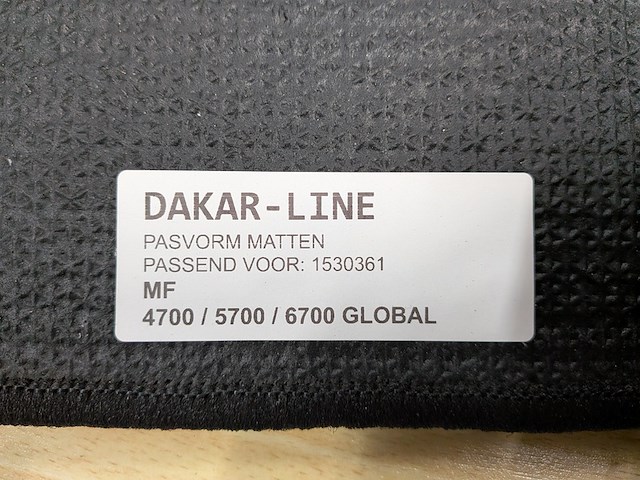 DAKAR-LINE
PASVORM MATTEN
PASSEND VOOR: 1530361
MF
4700 / 5700 / 6700 GLOBAL